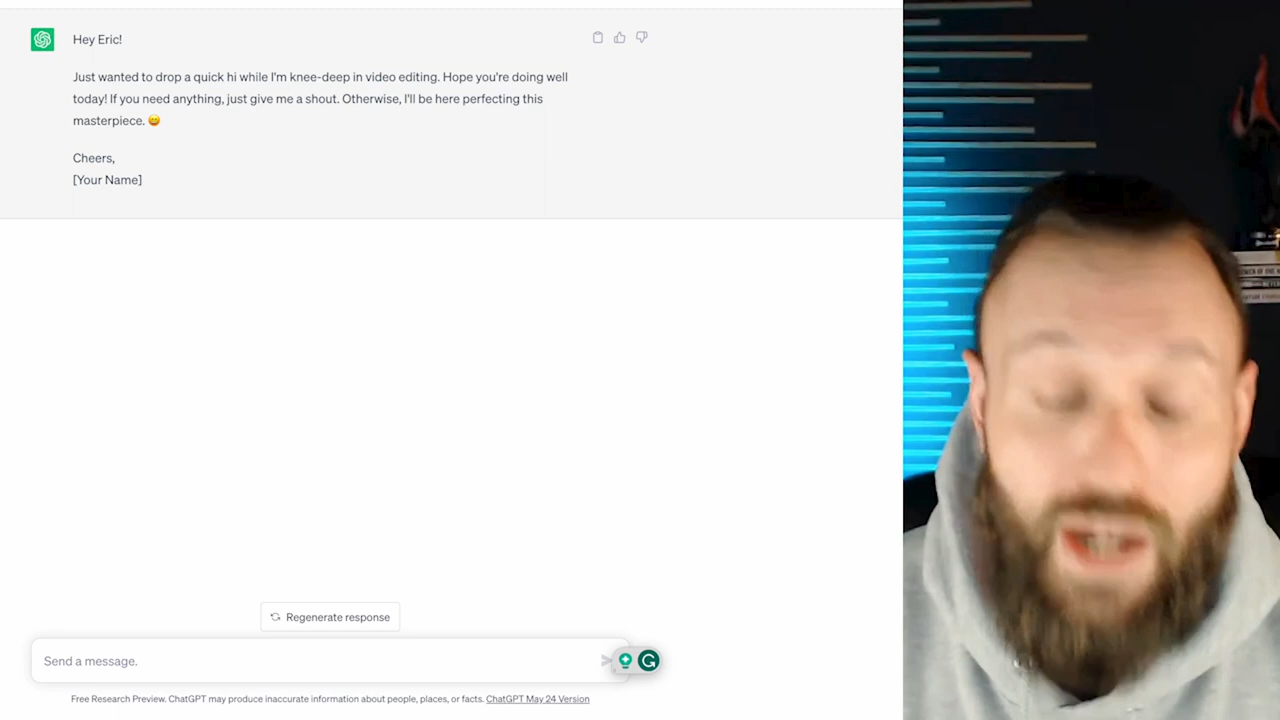 Hey Eric!
Just wanted to drop a quick hi while I'm knee-deep in video editing. Hope you're doing well
today! If you need anything, just give me a shout. Otherwise, I'll be here perfecting this
masterpiece. 😄
Cheers,
[Your Name]
Regenerate response
Send a message.
Free Research Preview. ChatGPT may produce inaccurate information about people, places, or facts. ChatGPT May 24 Version